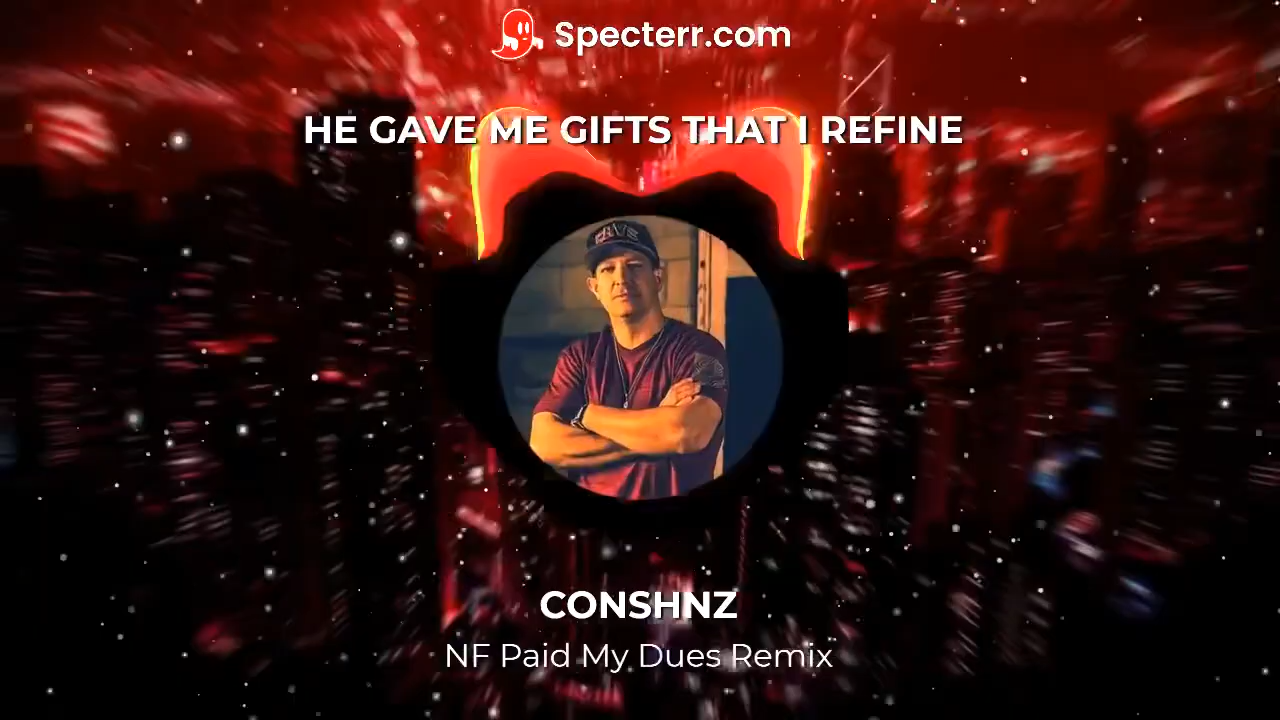 Specterr.com
HE GAVE ME GIFTS THAT I REFINE
CONSHNZ
NF Paid My Dues Remix